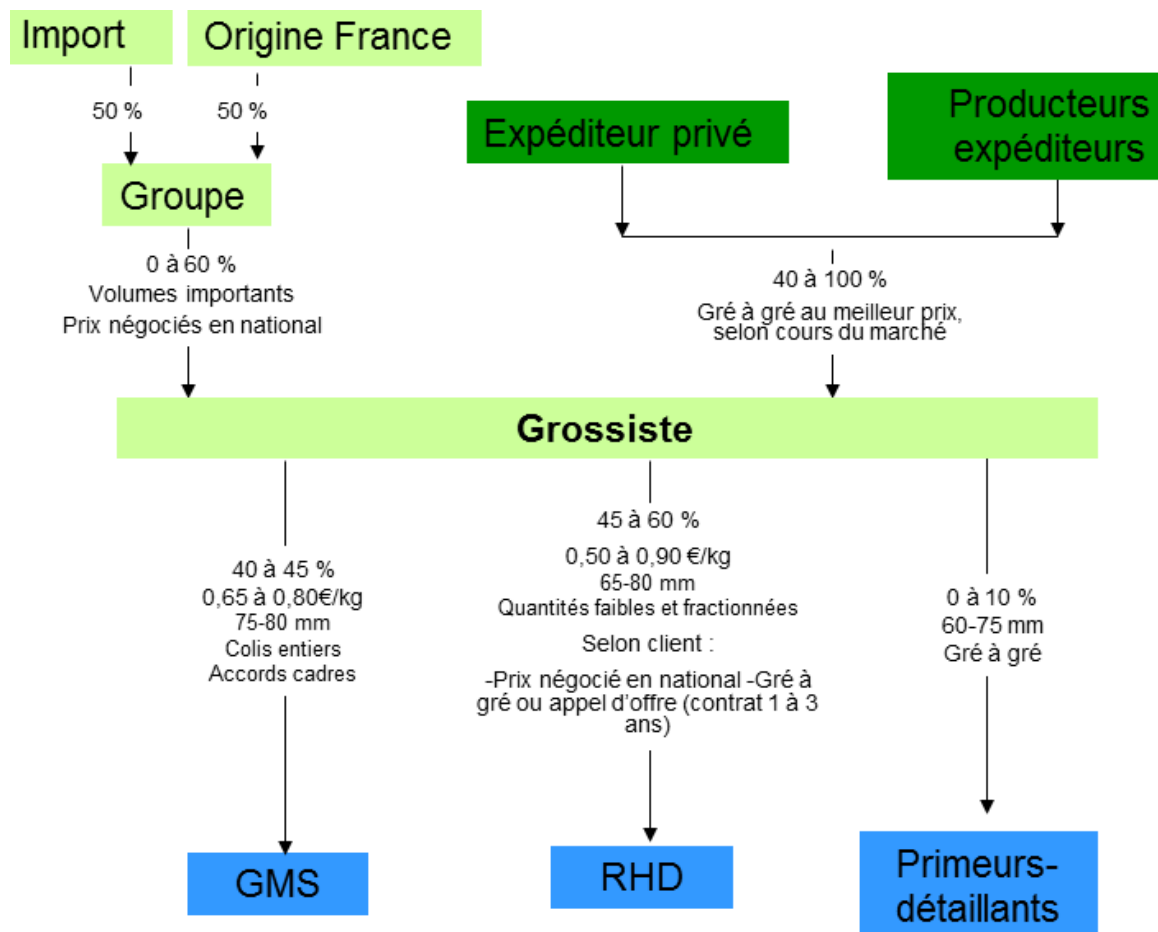 Import
Origine France
50 %
50 %
Groupe
Expéditeur privé
Producteurs
expéditeurs
0 à 60 %
Volumes importants
Prix négociés en national
40 à 100 %
Gré à gré au meilleur prix,
selon cours du marché
Grossiste
40 à 45 %
0,65 à 0,80€/kg
75-80 mm
Colis entiers
Accords cadres
45 à 60 %
0,50 à 0,90 €/kg
65-80 mm
Quantités faibles et fractionnées
Selon client :
-Prix négocié en national -Gré à
gré ou appel d'offre (contrat 1 à 3
ans)
0 à 10 %
60-75 mm
Gré à gré
GMS
RHD
Primeurs-
détaillants